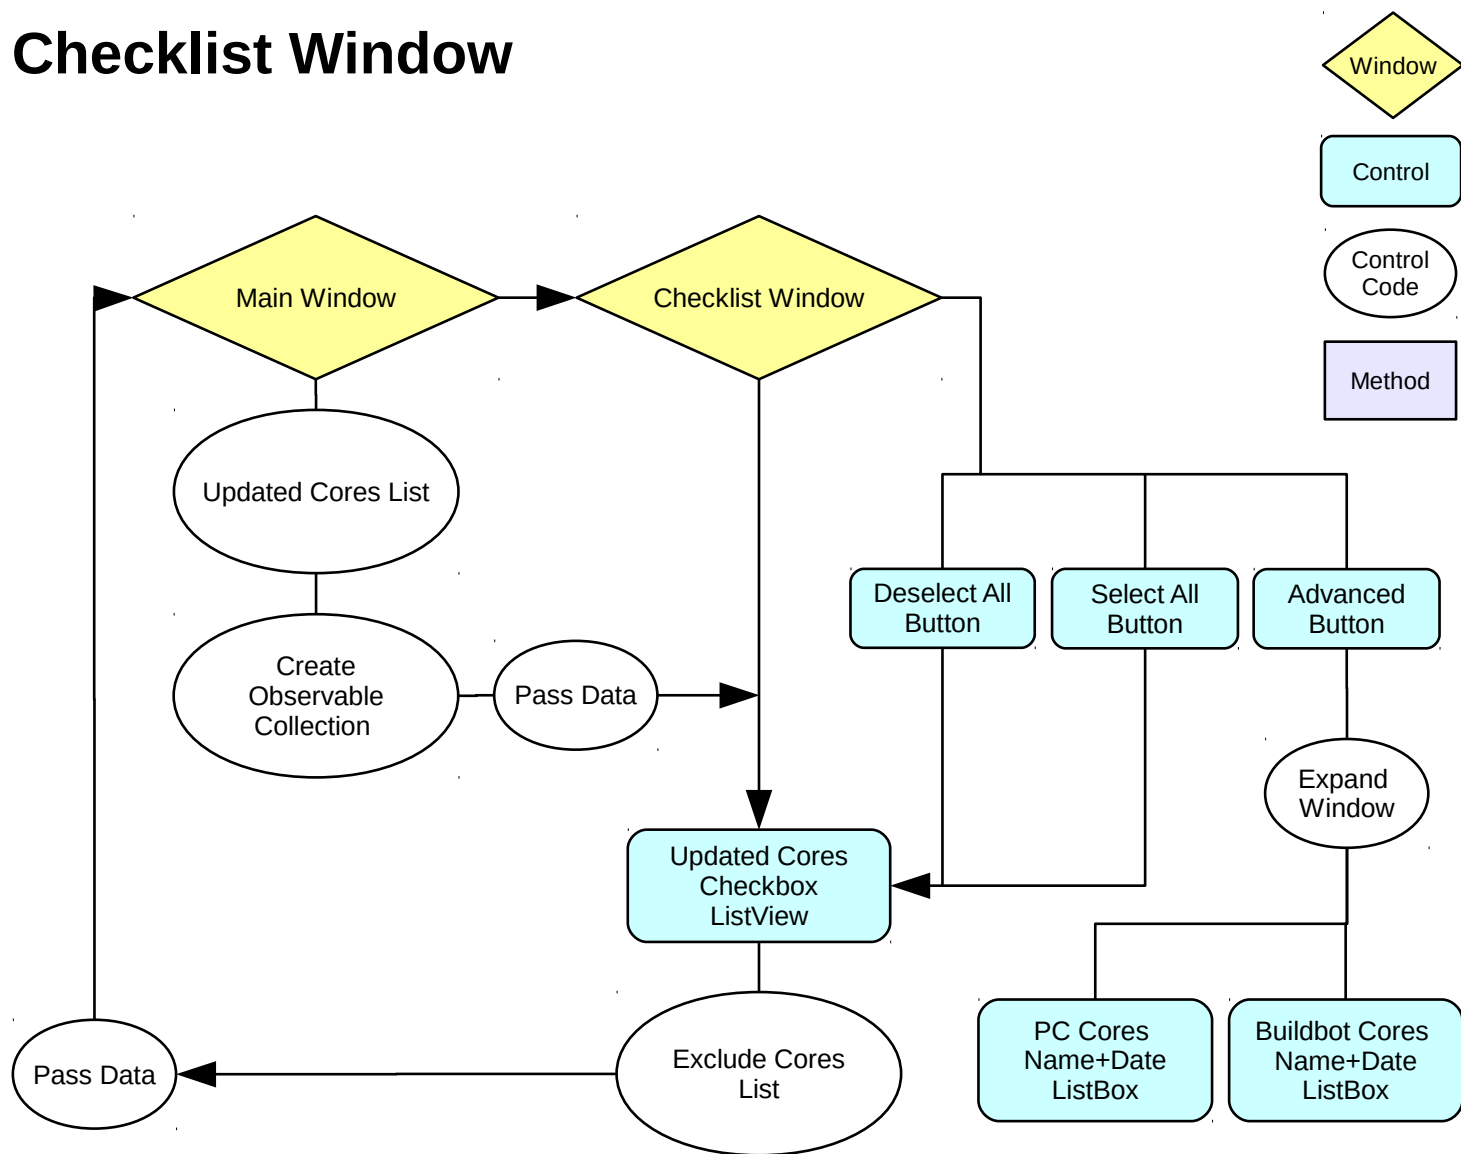 Checklist Window
Window
Control
Control
Code
Method
Main Window
Checklist Window
Updated Cores List
Create
Observable
Collection
Pass Data
Deselect All
Button
Select All
Button
Advanced
Button
Expand
Window
Updated Cores
Checkbox
ListView
PC Cores
Name+Date
ListBox
Buildbot Cores
Name+Date
ListBox
Exclude Cores
List
Pass Data